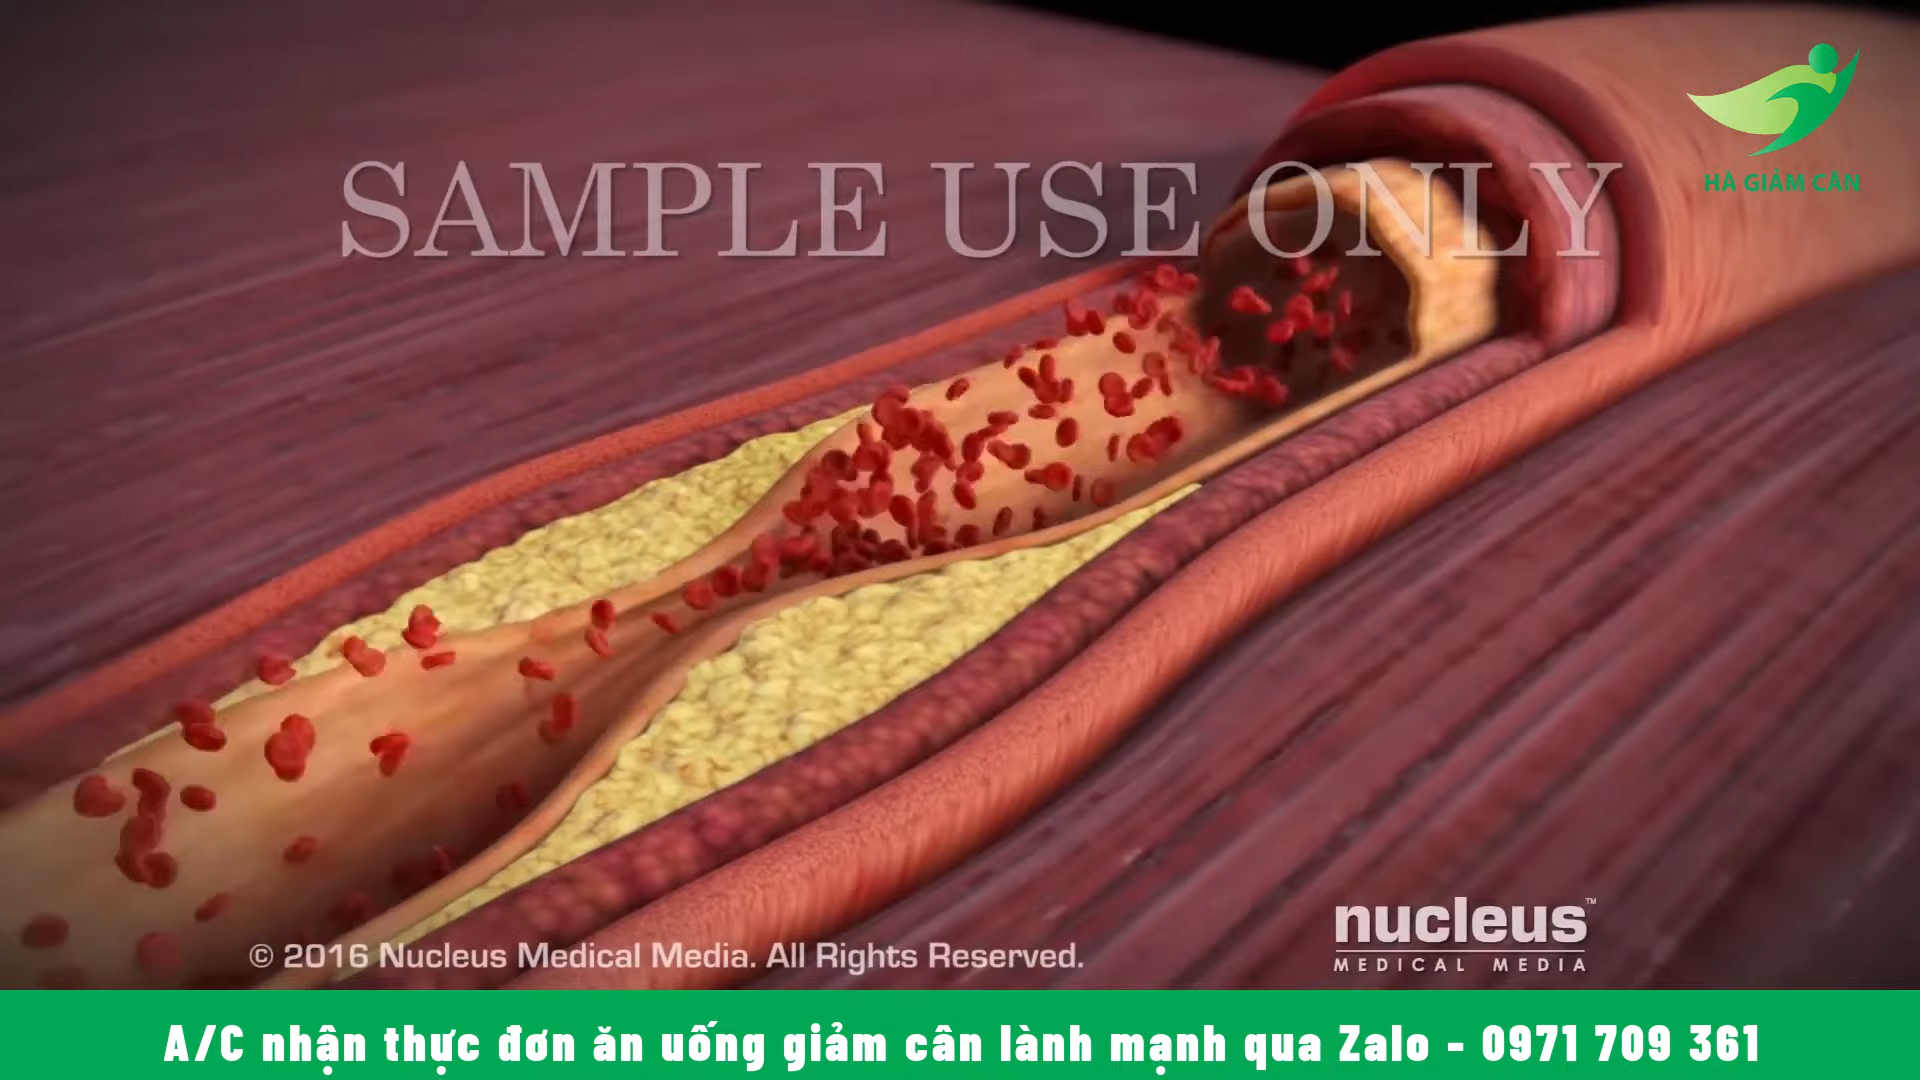 SAMPLE USE ONLY
HÀ GIẢM CÂN
© 2016 Nucleus Medical Media. All Rights Reserved.
nucleus™
MEDICAL MEDIA
A/C nhận thực đơn ăn uống giảm cân lành mạnh qua Zalo - 0971 709 361